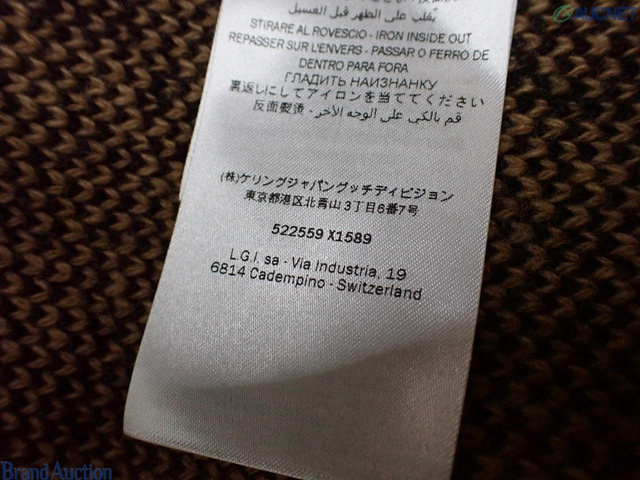 AUCNET
يُقلب على الظهر قبل الغسيل
STIRARE AL ROVESCIO - IRON INSIDE OUT
REPASSER SUR L'ENVERS - PASSAR O FERRO DE
DENTRO PARA FORA
ГЛАДИТЬ НАИЗНАНКУ
裏返しにしてアイロンを当ててください
反面熨烫 - قم بالكي على الوجه الآخر
(株)ケリングジャパングッチディビジョン
東京都港区北青山3丁目6番7号
522559 X1589
L.G.I. sa - Via Industria, 19
6814 Cadempino - Switzerland
Brand Auction